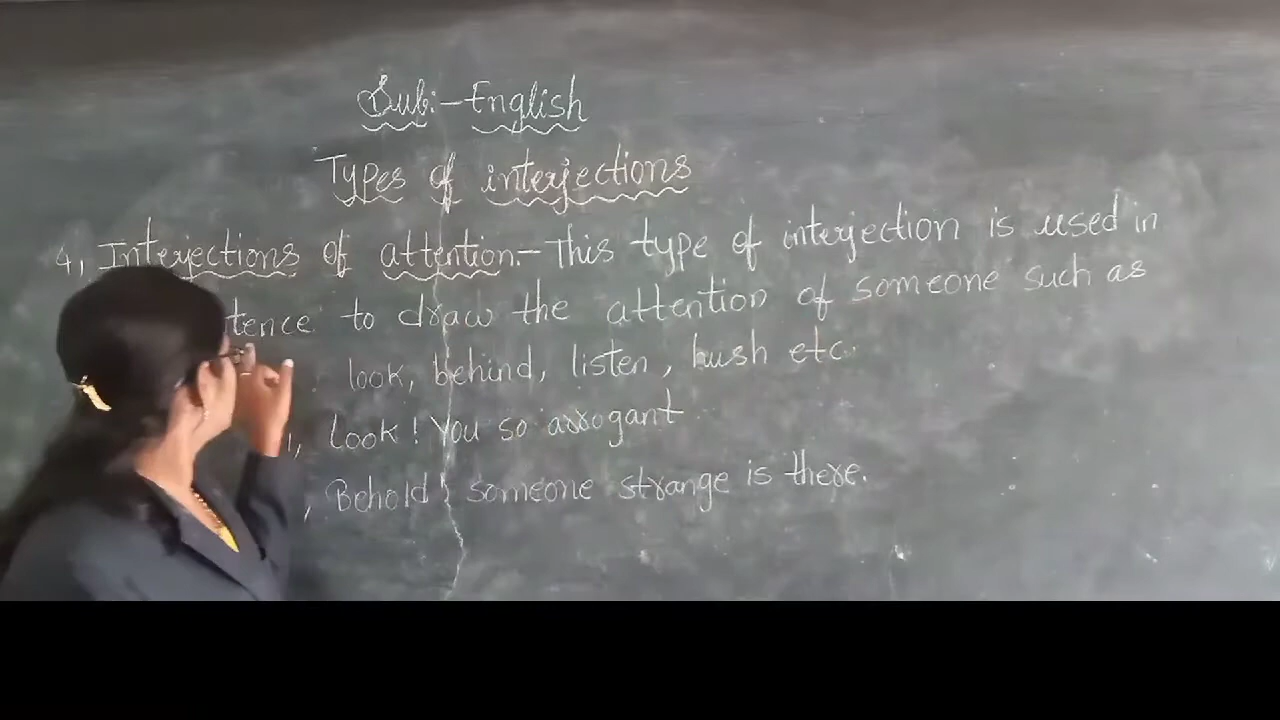 Sub:- English
Types of interjections
4, Interjections of attention:- This type of interjection is used in
tence to draw the attention of someone such as
look, behind, listen, hush etc.
1, Look! You so arrogant
, Behold! someone strange is there.